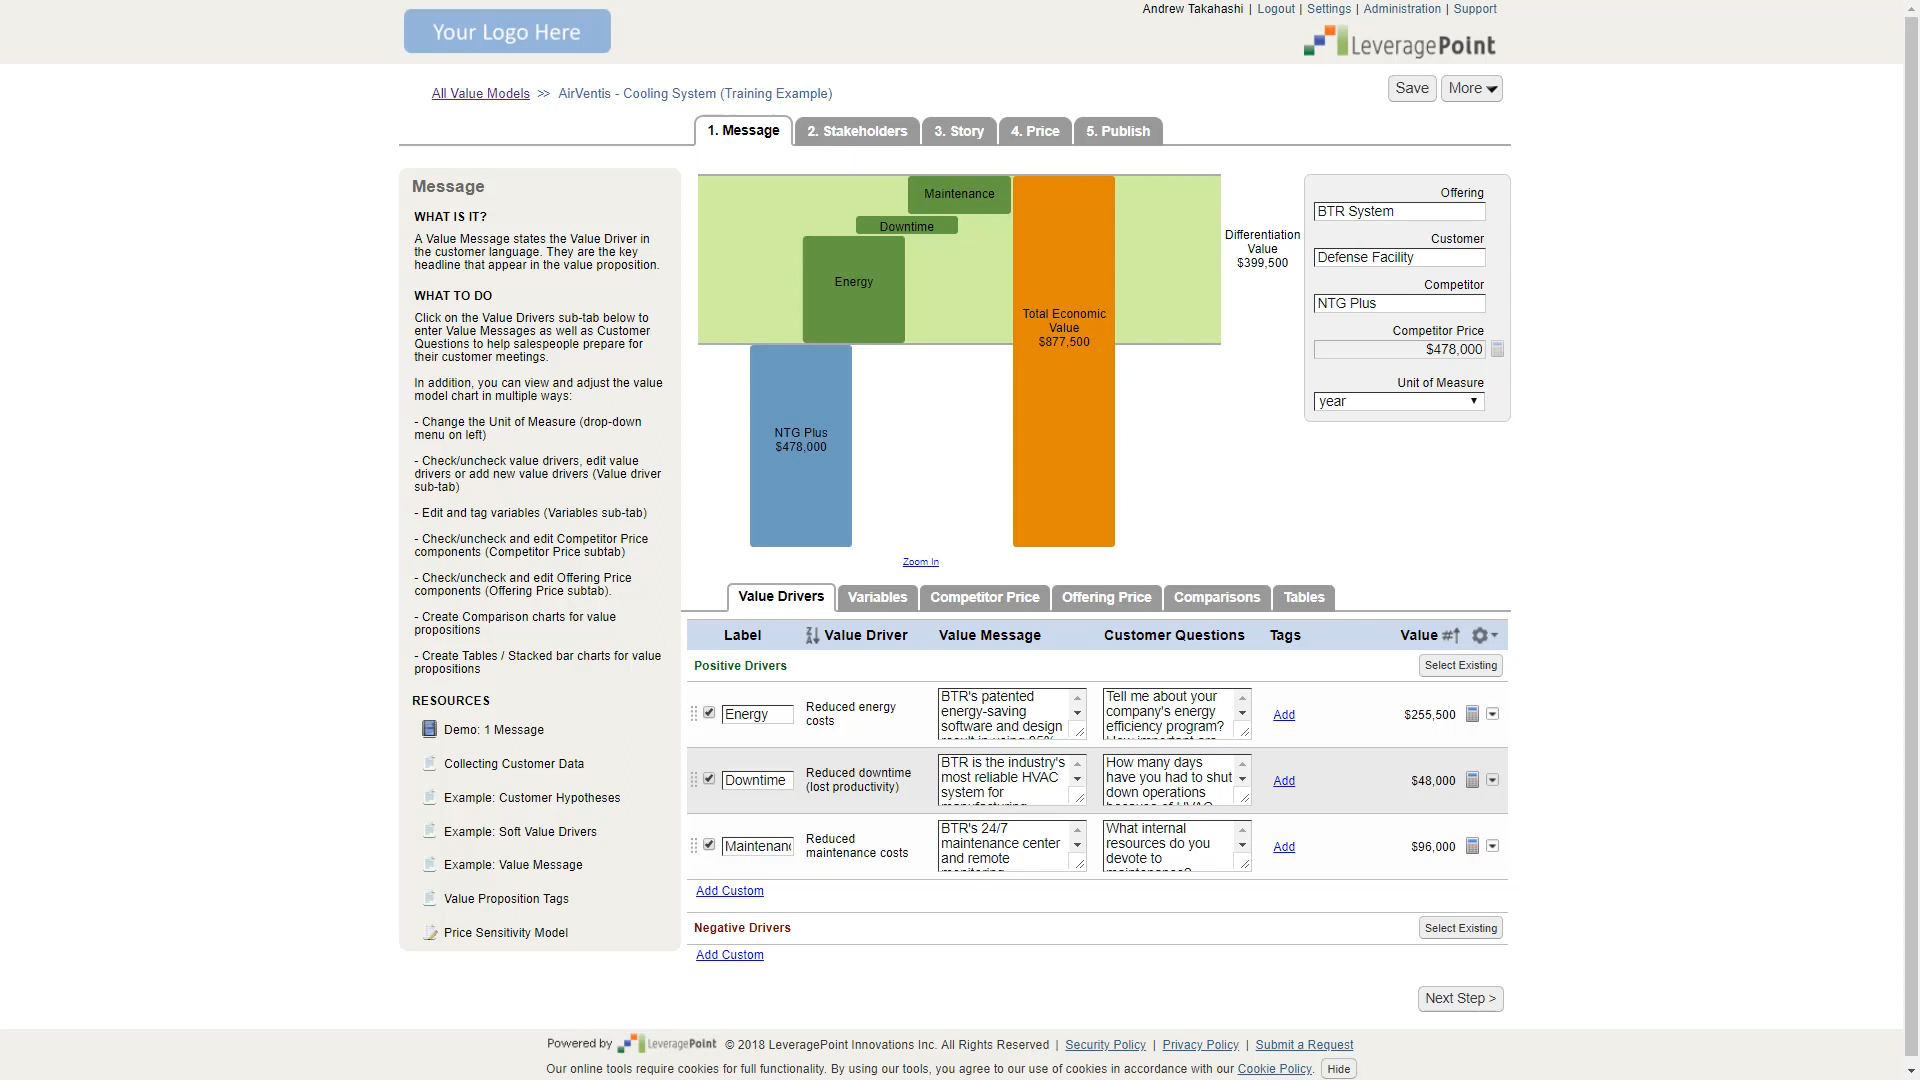 Your Logo Here
Andrew Takahashi | Logout | Settings | Administration | Support
LeveragePoint
All Value Models >> AirVentis - Cooling System (Training Example)
Save
More
1. Message
2. Stakeholders
3. Story
4. Price
5. Publish
Message
WHAT IS IT?
A Value Message states the Value Driver in
the customer language. They are the key
headline that appear in the value proposition.
WHAT TO DO
Click on the Value Drivers sub-tab below to
enter Value Messages as well as Customer
Questions to help salespeople prepare for
their customer meetings.
In addition, you can view and adjust the value
model chart in multiple ways:
- Change the Unit of Measure (drop-down
menu on left)
- Check/uncheck value drivers, edit value
drivers or add new value drivers (Value driver
sub-tab)
- Edit and tag variables (Variables sub-tab)
- Check/uncheck and edit Competitor Price
components (Competitor Price subtab)
- Check/uncheck and edit Offering Price
components (Offering Price subtab).
- Create Comparison charts for value
propositions
- Create Tables / Stacked bar charts for value
propositions
RESOURCES
Demo: 1 Message
Collecting Customer Data
Example: Customer Hypotheses
Example: Soft Value Drivers
Example: Value Message
Value Proposition Tags
Price Sensitivity Model
Maintenance
Downtime
Energy
NTG Plus
$478,000
Total Economic
Value
$877,500
Differentiation
Value
$399,500
Zoom In
Offering
BTR System
Customer
Defense Facility
Competitor
NTG Plus
Competitor Price
$478,000
Unit of Measure
year
Value Drivers
Variables
Competitor Price
Offering Price
Comparisons
Tables
Label
Value Driver
Value Message
Customer Questions
Tags
Value
Positive Drivers
Select Existing
Energy
Reduced energy
costs
BTR's patented
energy-saving
software and design
Tell me about your
company's energy
efficiency program?
Add
$255,500
Downtime
Reduced downtime
(lost productivity)
BTR is the industry's
most reliable HVAC
system for
How many days
have you had to shut
down operations
Add
$48,000
Maintenan
Reduced
maintenance costs
BTR's 24/7
maintenance center
and remote
What internal
resources do you
devote to
Add
$96,000
Add Custom
Negative Drivers
Select Existing
Add Custom
Next Step >
Powered by LeveragePoint © 2018 LeveragePoint Innovations Inc. All Rights Reserved | Security Policy | Privacy Policy | Submit a Request
Our online tools require cookies for full functionality. By using our tools, you agree to our use of cookies in accordance with our Cookie Policy. Hide